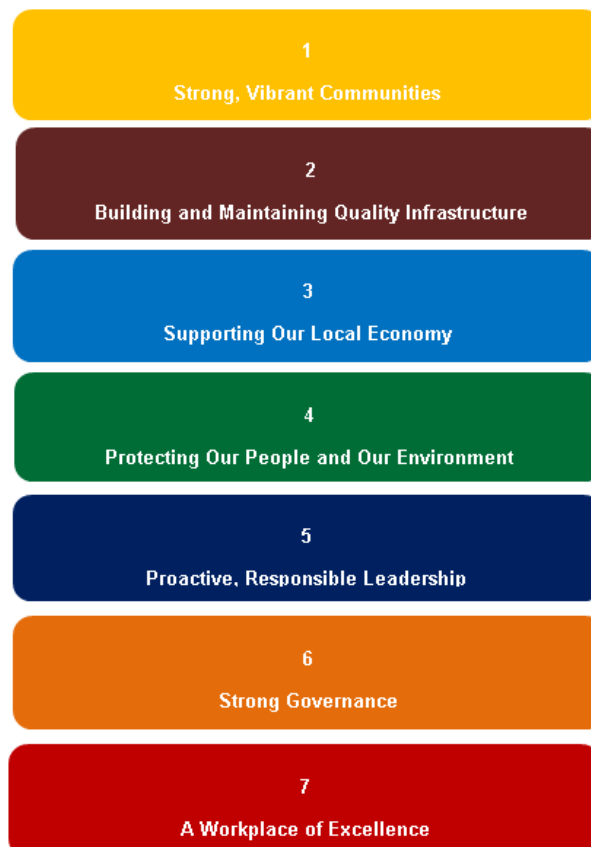 1
Strong, Vibrant Communities
2
Building and Maintaining Quality Infrastructure
3
Supporting Our Local Economy
4
Protecting Our People and Our Environment
5
Proactive, Responsible Leadership
6
Strong Governance
7
A Workplace of Excellence